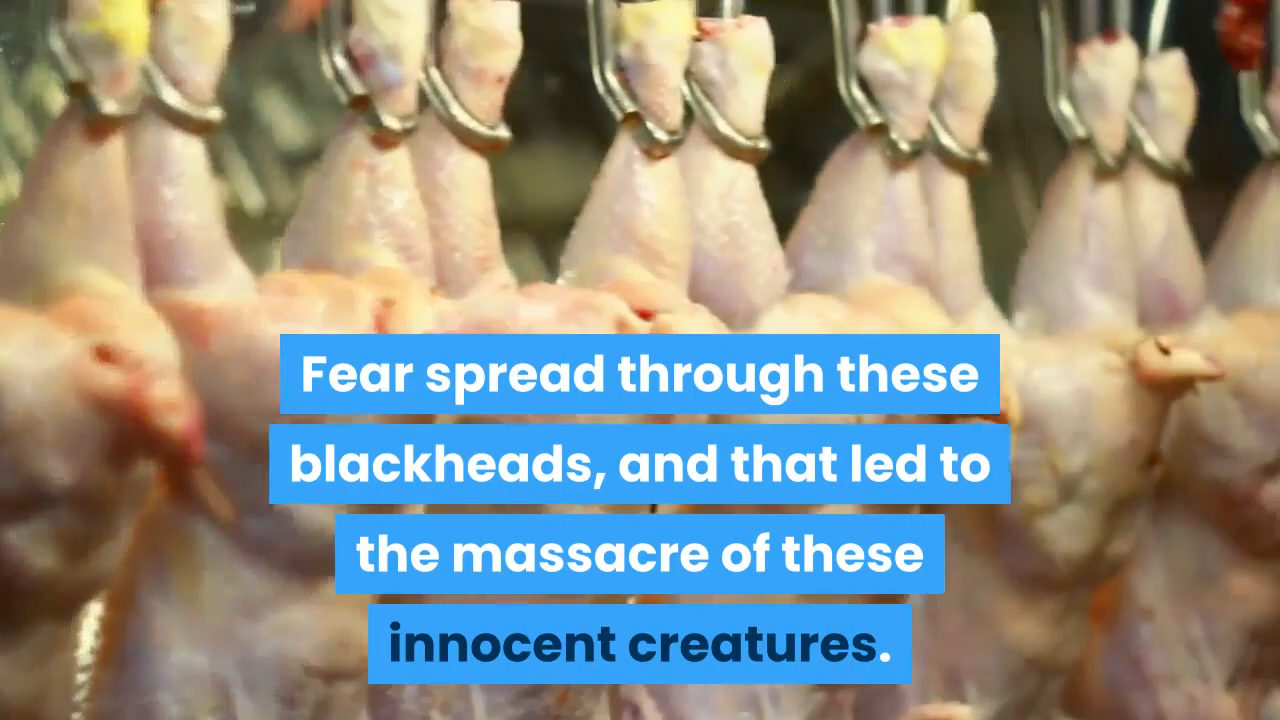 Fear spread through these
blackheads, and that led to
the massacre of these
innocent creatures.